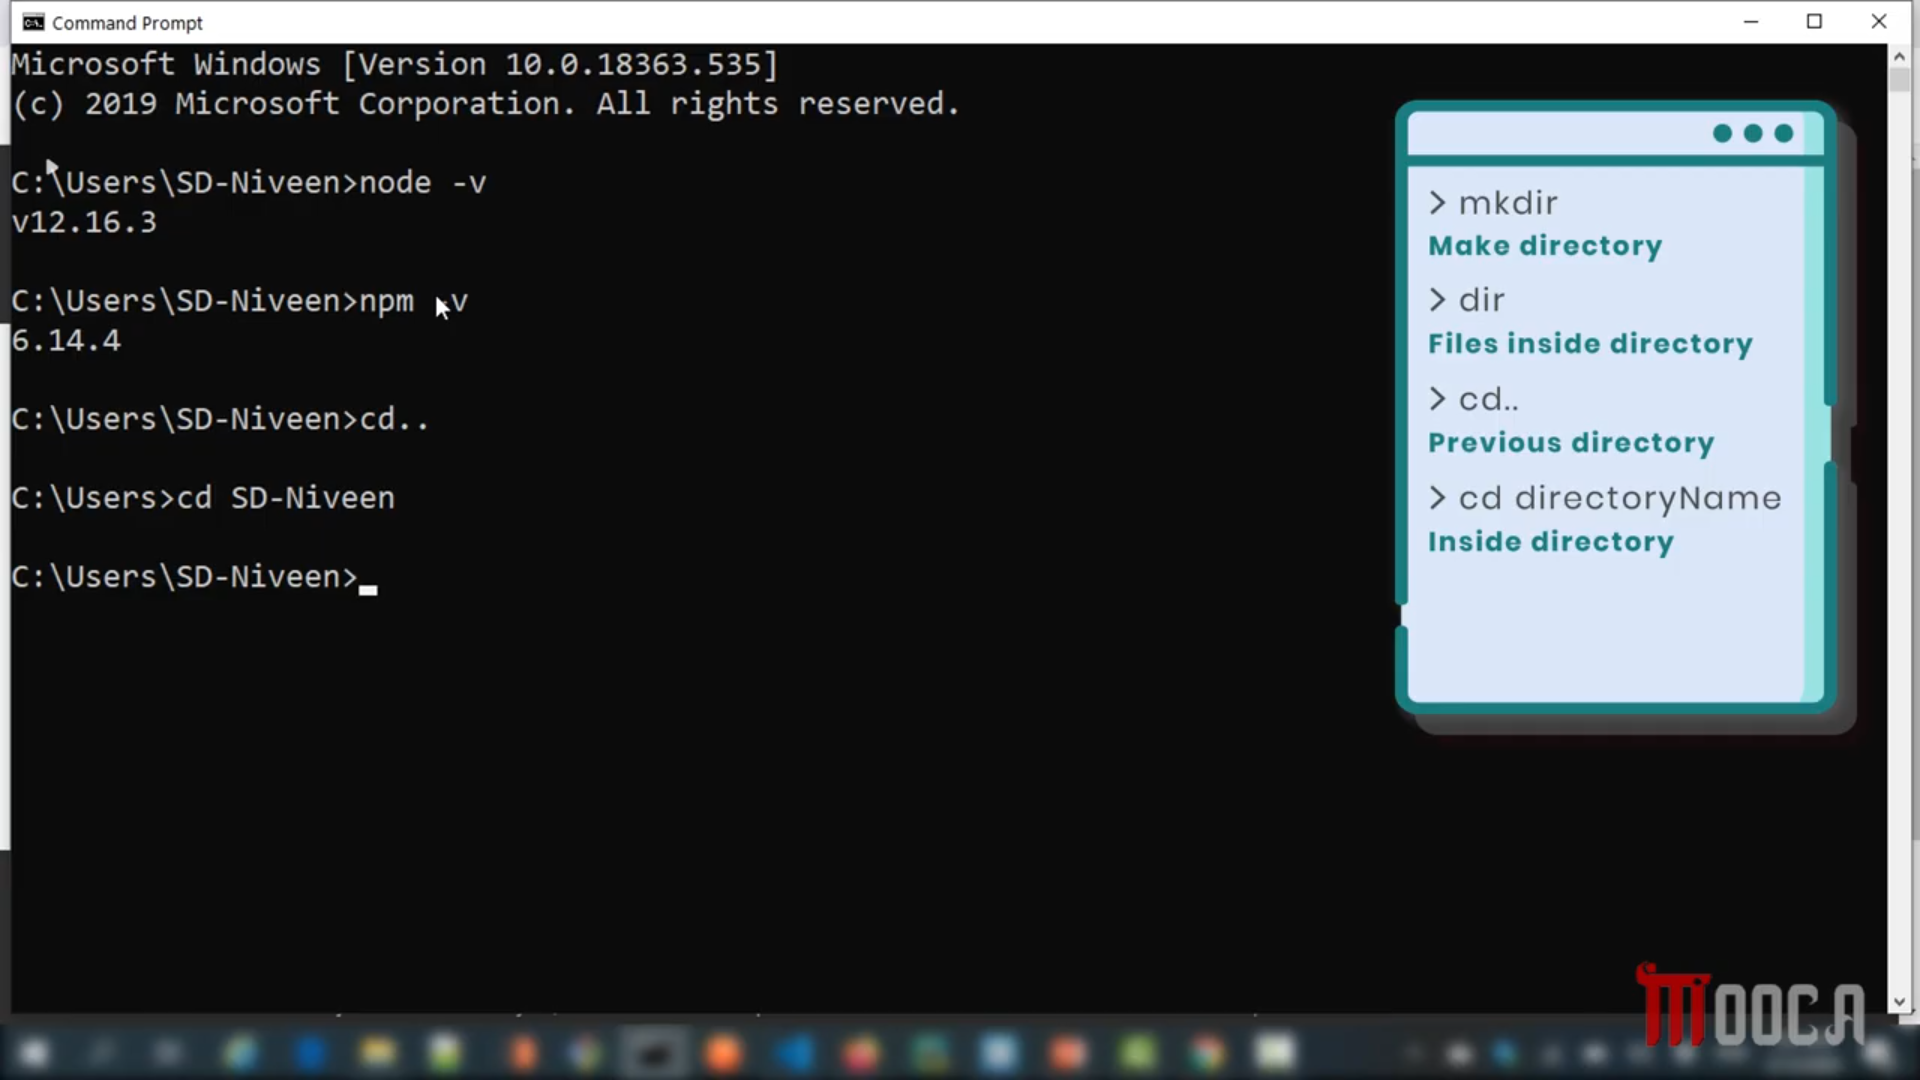 Command Prompt
Microsoft Windows [Version 10.0.18363.535]
(c) 2019 Microsoft Corporation. All rights reserved.
C:\Users\SD-Niveen>node -v
v12.16.3
C:\Users\SD-Niveen>npm -v
6.14.4
C:\Users\SD-Niveen>cd..
C:\Users>cd SD-Niveen
C:\Users\SD-Niveen>
> mkdir
Make directory
> dir
Files inside directory
> cd..
Previous directory
> cd directoryName
Inside directory
MOOCA